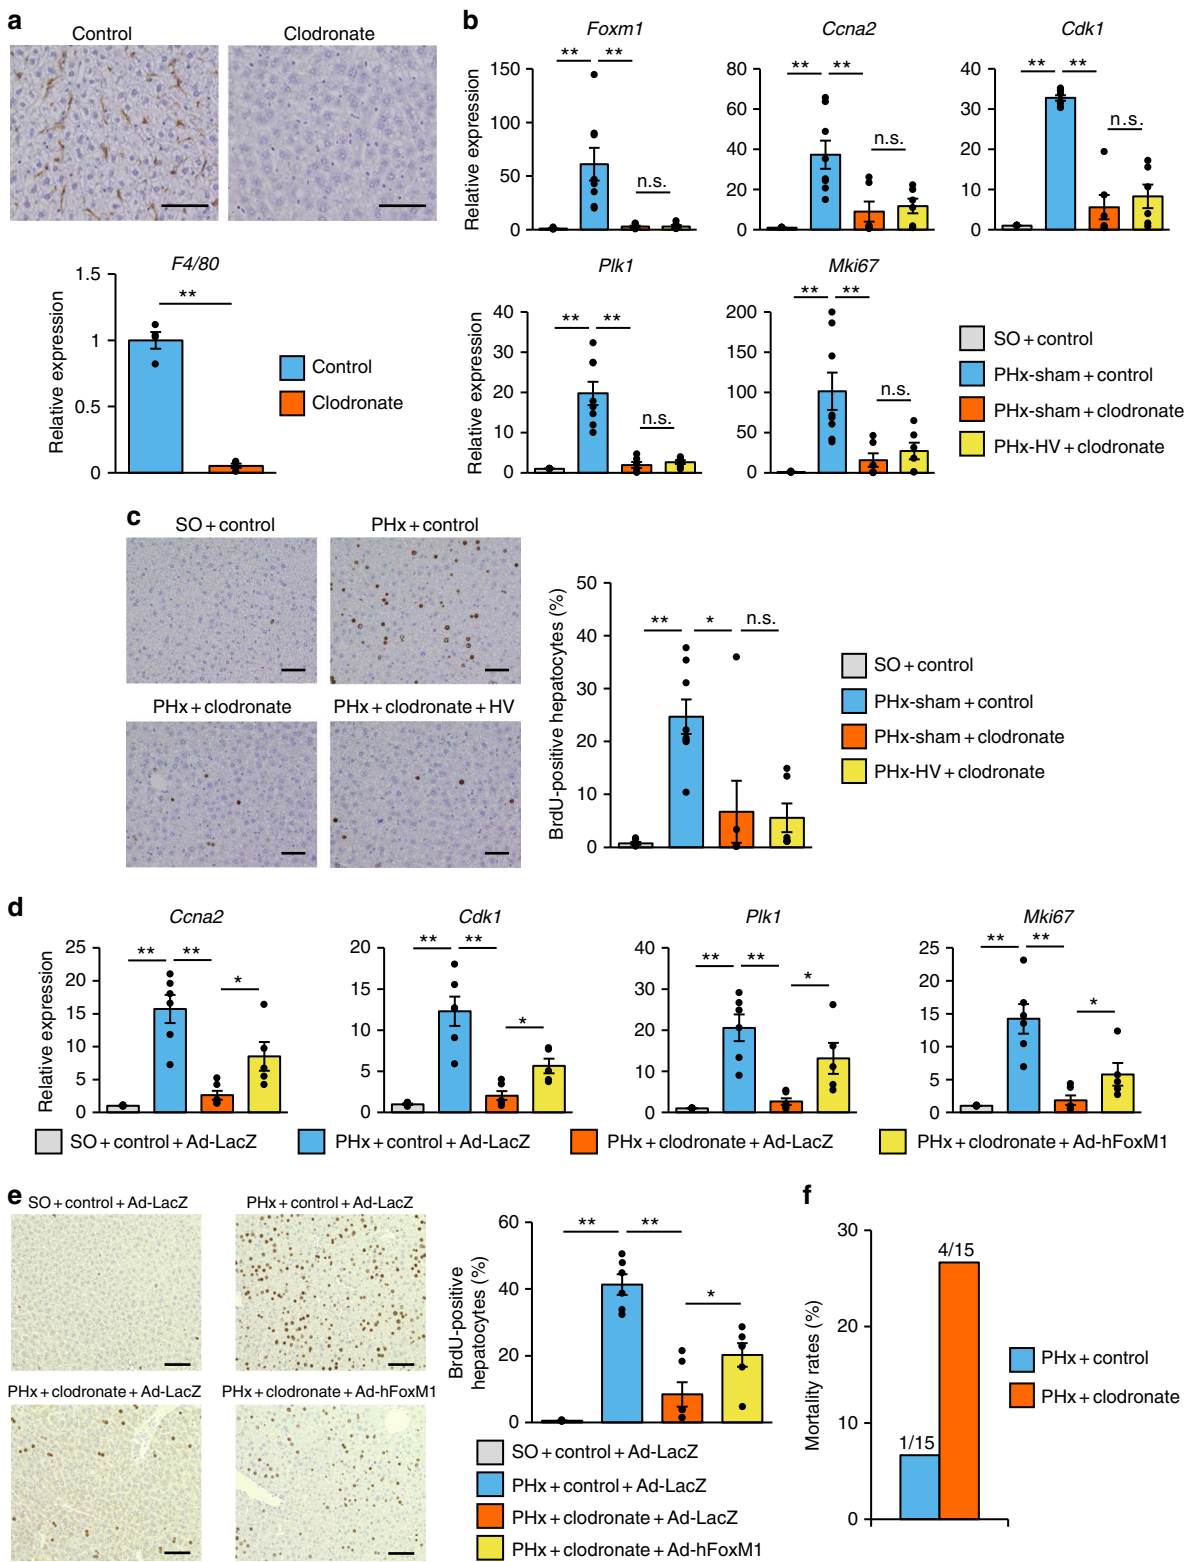 a
Control
Clodronate
F4/80
Relative expression
1.5
1
0.5
0
**
Control
Clodronate
b
Foxm1
Relative expression
150
100
50
0
** **
n.s.
Ccna2
80
60
40
20
0
** **
n.s.
Cdk1
40
30
20
10
0
** **
n.s.
Plk1
Relative expression
40
30
20
10
0
** **
n.s.
Mki67
200
150
100
50
0
** **
n.s.
SO + control
PHx-sham + control
PHx-sham + clodronate
PHx-HV + clodronate
c
SO + control
PHx + control
PHx + clodronate
PHx + clodronate + HV
BrdU-positive hepatocytes (%)
50
40
30
20
10
0
** * n.s.
SO + control
PHx-sham + control
PHx-sham + clodronate
PHx-HV + clodronate
d
Ccna2
Relative expression
25
20
15
10
5
0
** **
*
Cdk1
20
15
10
5
0
** **
*
Plk1
40
30
20
10
0
** **
*
Mki67
25
20
15
10
5
0
** **
*
SO + control + Ad-LacZ
PHx + control + Ad-LacZ
PHx + clodronate + Ad-LacZ
PHx + clodronate + Ad-hFoxM1
e
SO + control + Ad-LacZ
PHx + control + Ad-LacZ
PHx + clodronate + Ad-LacZ
PHx + clodronate + Ad-hFoxM1
BrdU-positive
hepatocytes (%)
60
40
20
0
** **
*
SO + control + Ad-LacZ
PHx + control + Ad-LacZ
PHx + clodronate + Ad-LacZ
PHx + clodronate + Ad-hFoxM1
f
Mortality rates (%)
30
20
10
0
1/15
4/15
PHx + control
PHx + clodronate